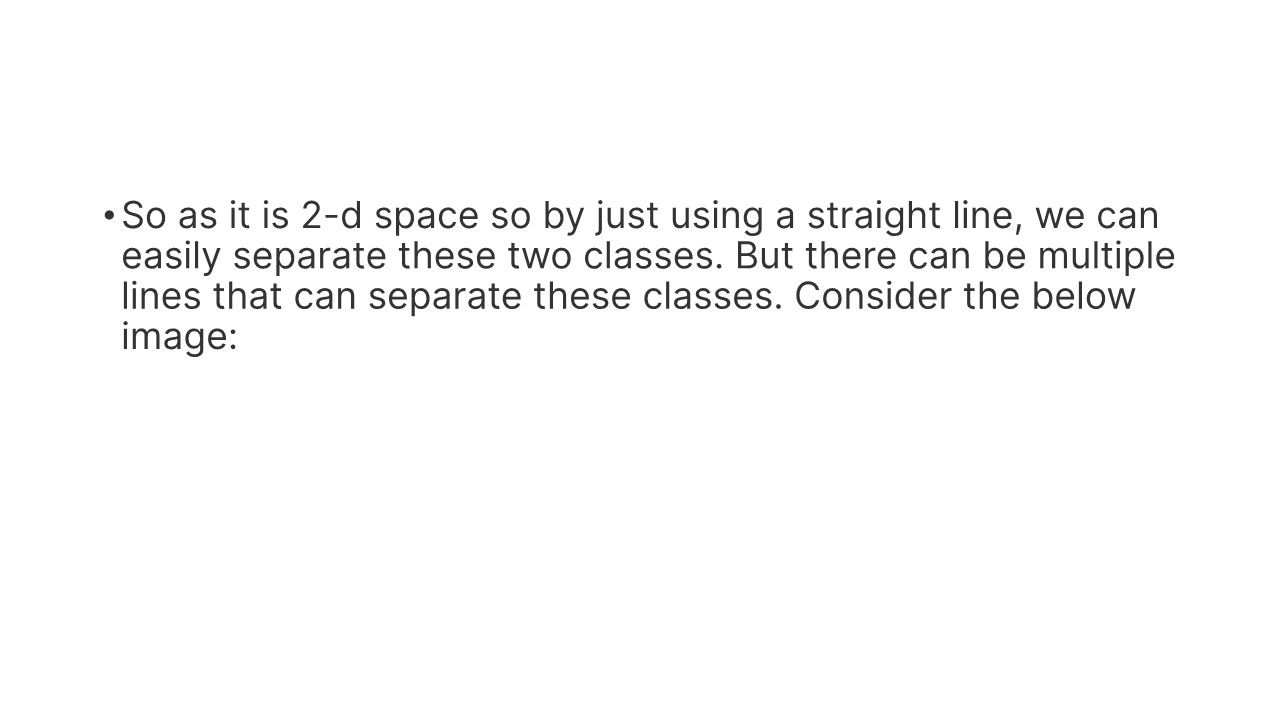 •So as it is 2-d space so by just using a straight line, we can
easily separate these two classes. But there can be multiple
lines that can separate these classes. Consider the below
image: